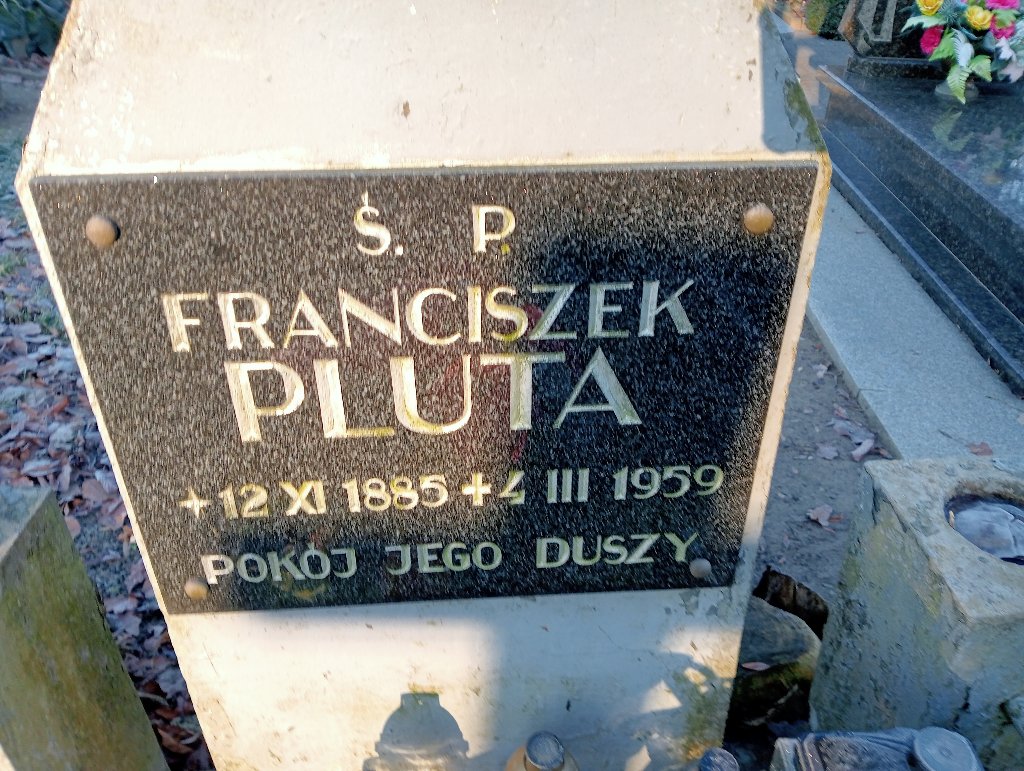 Ś. P.
FRANCISZEK
PLUTA
+ 12 XI 1885 + 4 III 1959
POKÓJ JEGO DUSZY